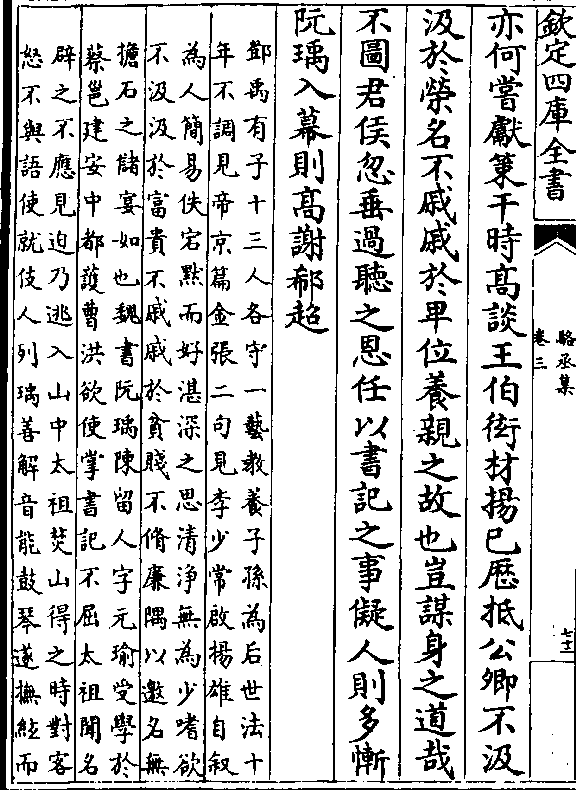 欽定四庫全書
駱丞集
卷三
亦何嘗獻策干時高談王伯衒材揚己厯抵公卿不汲
汲於榮名不戚戚於卑位養親之故也豈謀身之道哉
不圖君侯忽垂過聽之恩任以書記之事儗人則多慚
阮瑀入幕則高謝郗超
鄧禹有子十三人各守一藝教養子孫為后世法十
年不調見帝京篇金張二句見李少常啟揚雄自叙
為人簡易佚宕黙而好湛深之思清浄無為少嗜欲
不汲汲於富貴不戚戚於貧賤不脩廉隅以邀名無
擔石之儲宴如也魏書阮瑀陳留人字元瑜受學於
蔡邕建安中都護曹洪欲使掌書記不屈太祖聞名
辟之不應見迫乃逃入山中太祖焚山得之時對客
怒不與語使就伎人列瑀善解音能鼓琴遂撫絃而